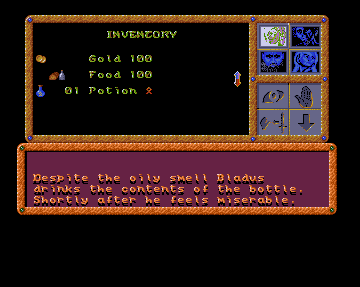 INVENTORY
Gold 100
Food 100
01 Potion
Despite the oily smell Bladus
drinks the contents of the bottle.
Shortly after he feels miserable.